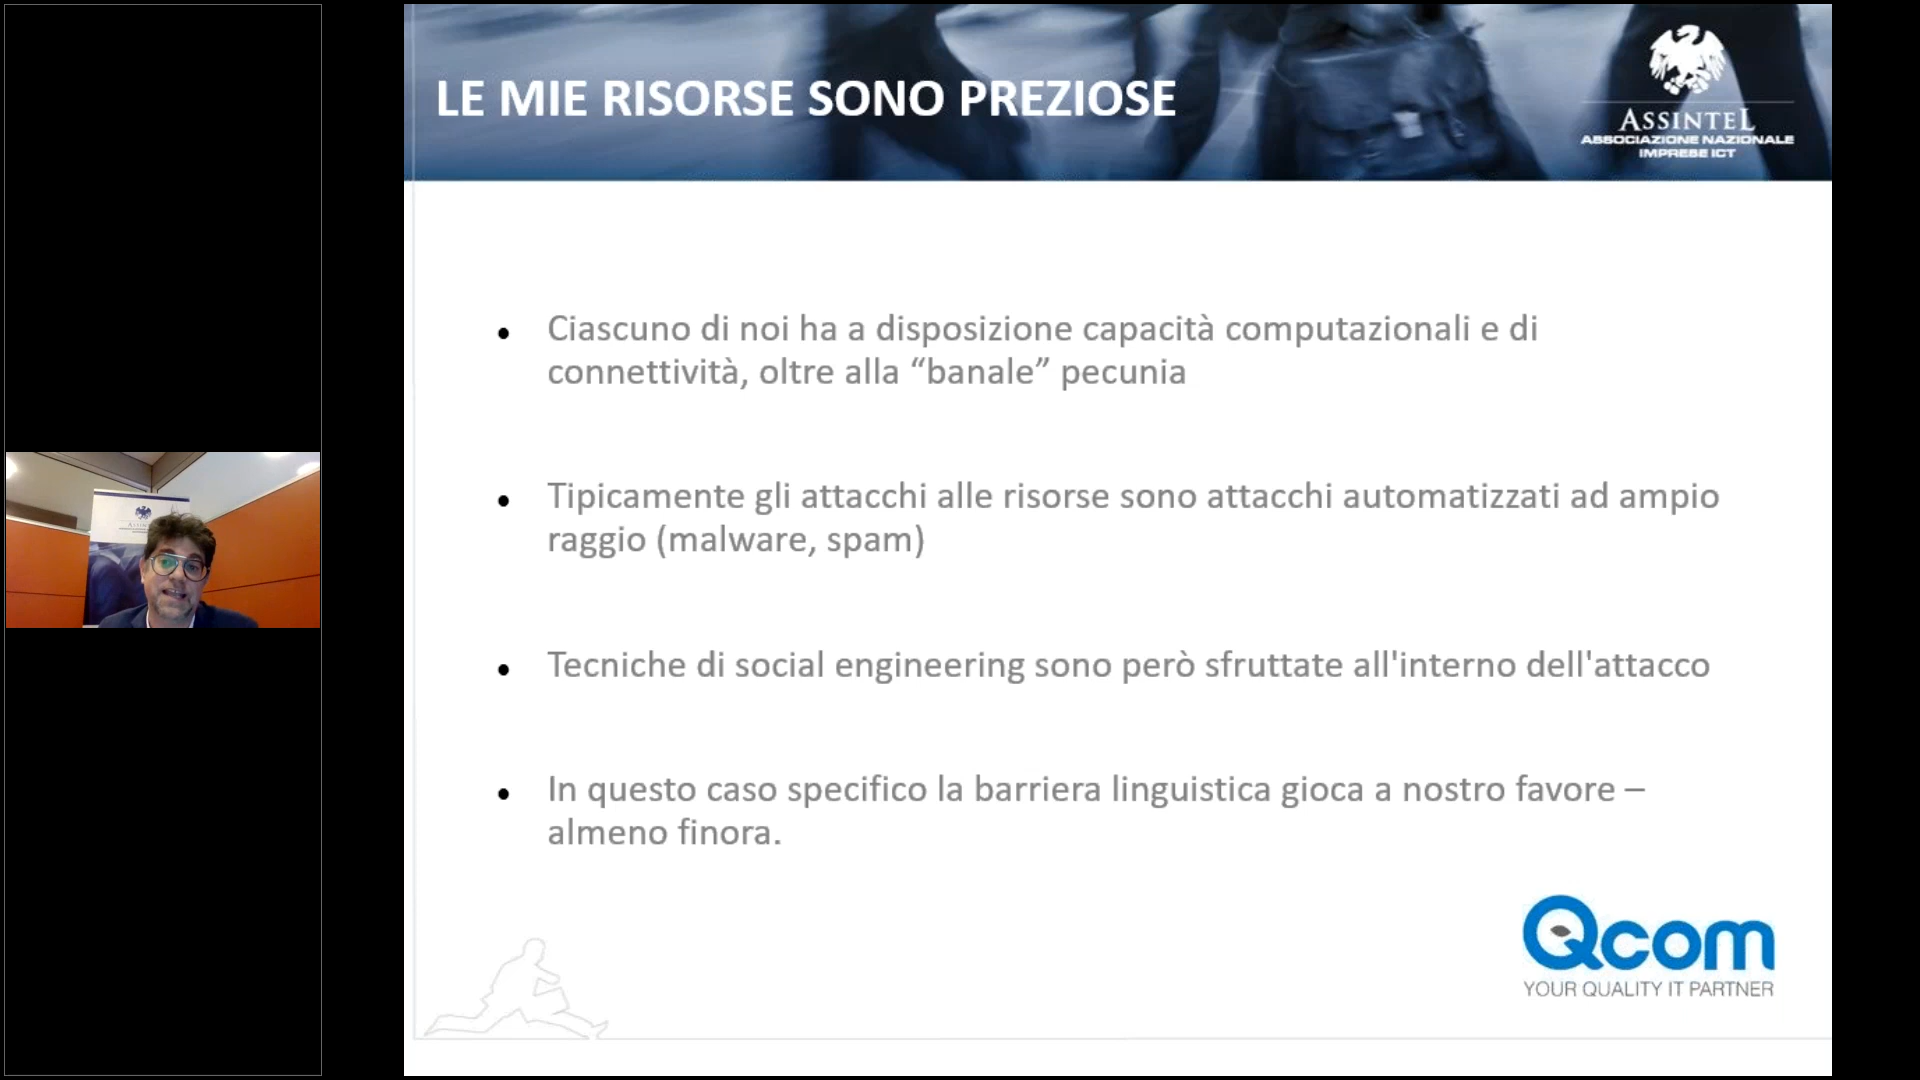 LE MIE RISORSE SONO PREZIOSE
ASSINTEL
ASSOCIAZIONE NAZIONALE
IMPRESE ICT
• Ciascuno di noi ha a disposizione capacità computazionali e di
connettività, oltre alla “banale” pecunia
• Tipicamente gli attacchi alle risorse sono attacchi automatizzati ad ampio
raggio (malware, spam)
• Tecniche di social engineering sono però sfruttate all'interno dell'attacco
• In questo caso specifico la barriera linguistica gioca a nostro favore –
almeno finora.
Qcom
YOUR QUALITY IT PARTNER